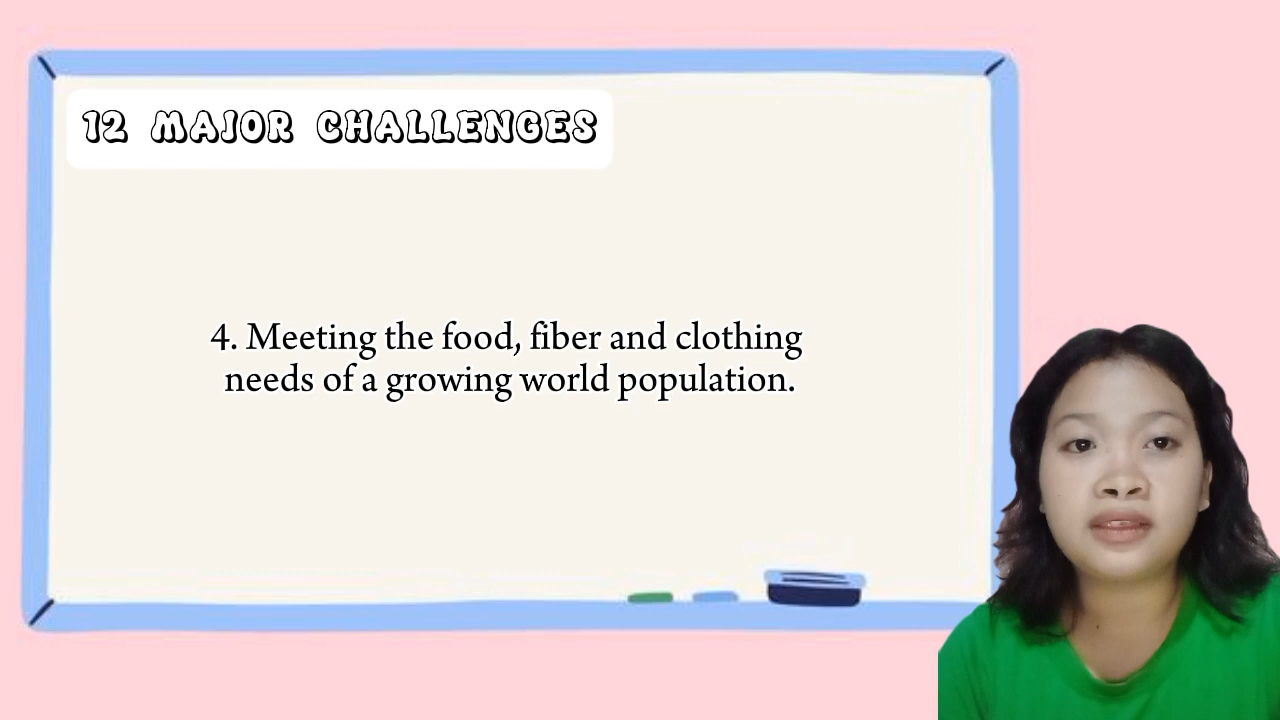 12 MAJOR CHALLENGES
4. Meeting the food, fiber and clothing
needs of a growing world population.